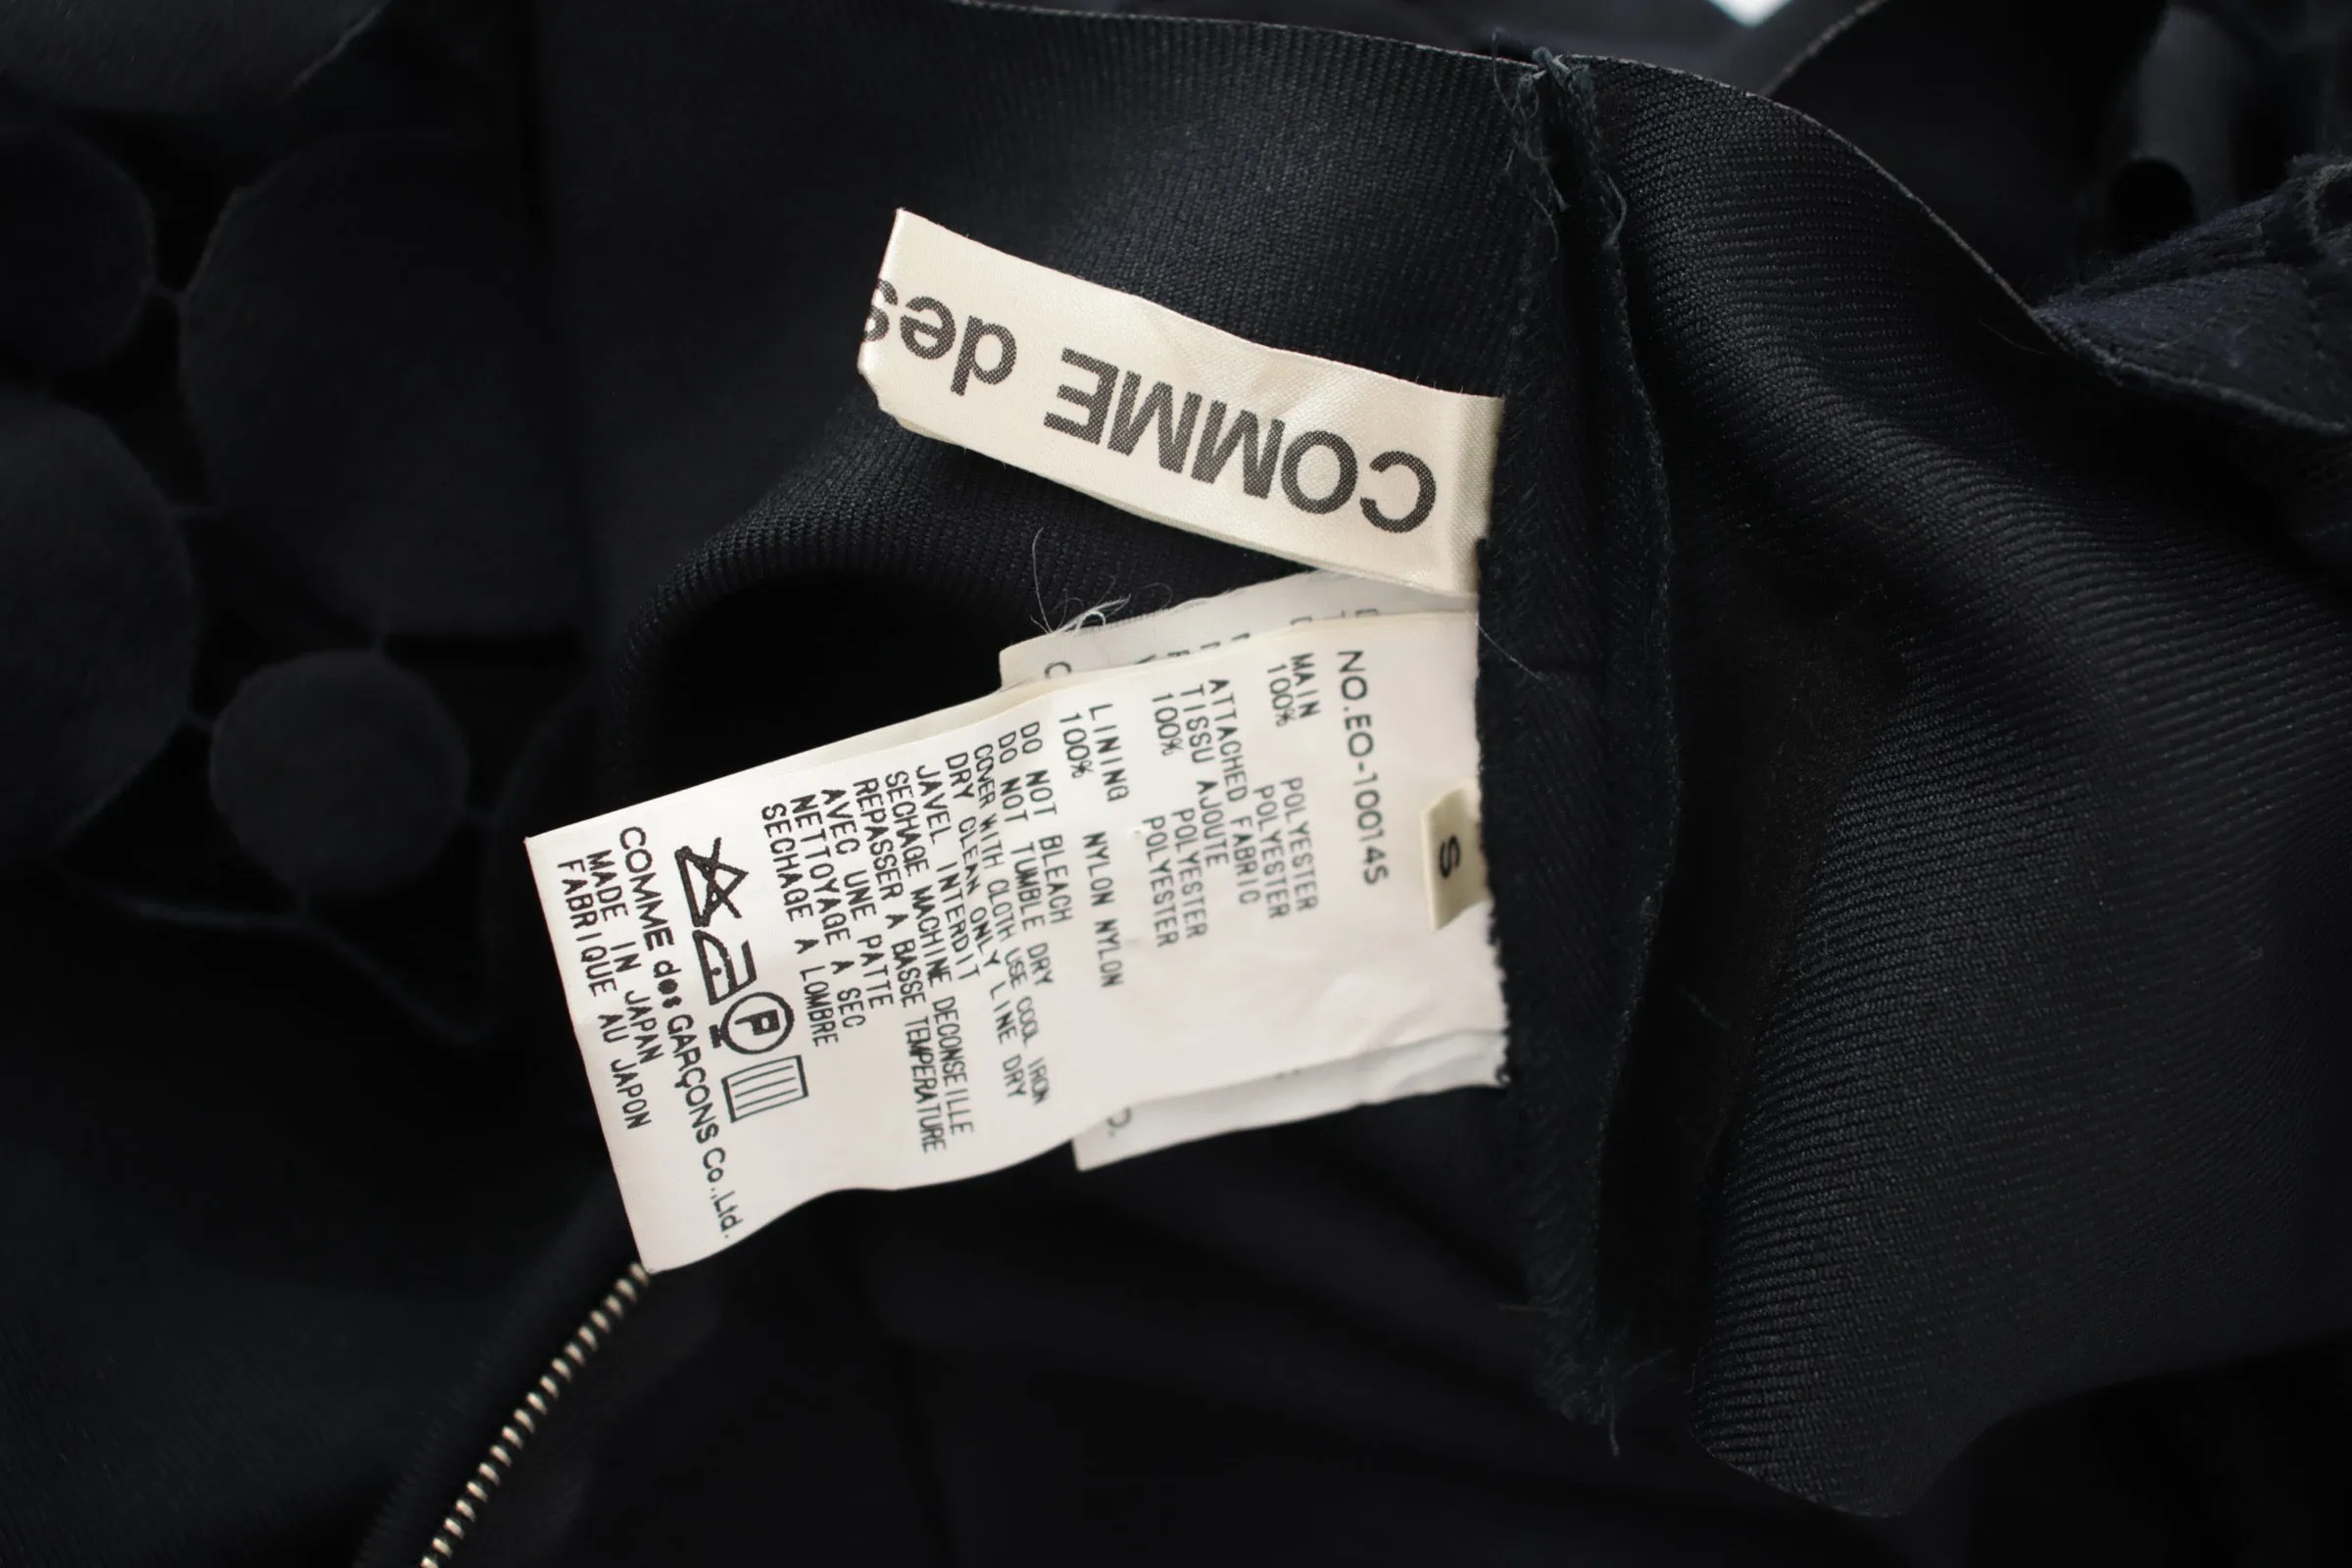 COMME des
S
NO.EO-10014S
MAIN POLYESTER
100% POLYESTER
ATTACHED FABRIC
TISSU AJOUTE
POLYESTER
100% POLYESTER
LINING NYLON NYLON
100%
DO NOT BLEACH
DO NOT TUMBLE DRY
COVER WITH CLOTH USE COOL IRON
DRY CLEAN ONLY LINE DRY
JAVEL INTERDIT
SECHAGE MACHINE DECONSEILLE
REPASSER A BASSE TEMPERATURE
AVEC UNE PATTE
NETTOYAGE A SEC
SECHAGE A LOMBRE
P
COMME des GARÇONS Co.,Ltd.
MADE IN JAPAN
FABRIQUE AU JAPON